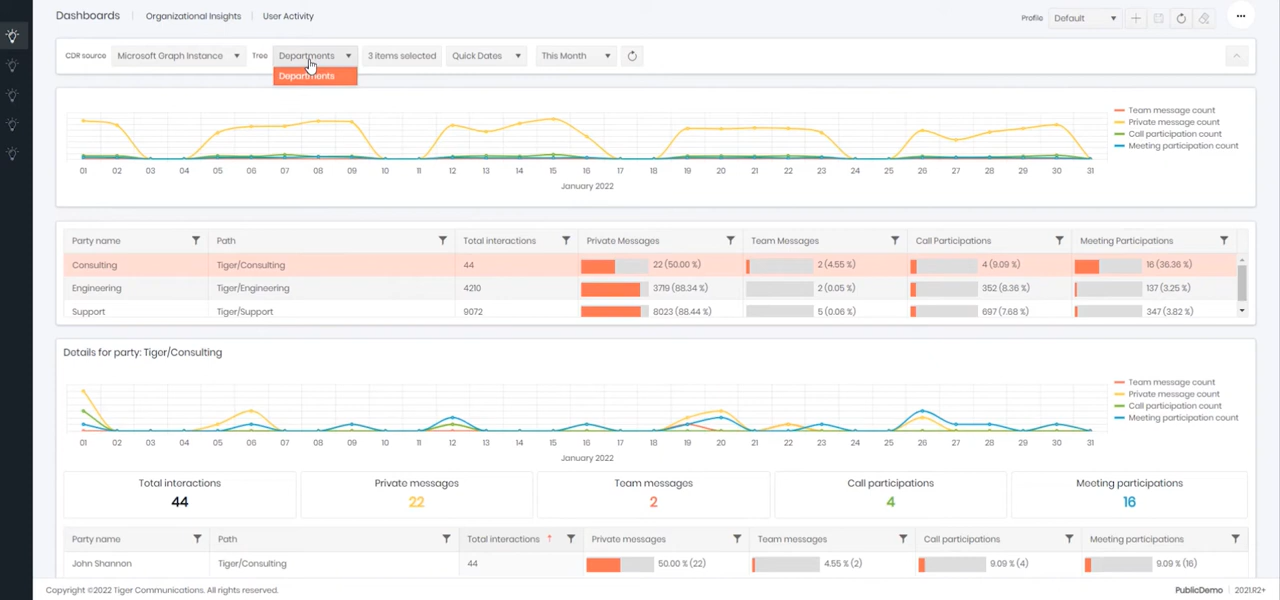 Dashboards Organizational Insights User Activity Profile Default
CDR source Microsoft Graph Instance Tree Departments 3 items selected Quick Dates This Month
Departments
Team message count
Private message count
Call participation count
Meeting participation count
01 02 03 04 05 06 07 08 09 10 11 12 13 14 15 16 17 18 19 20 21 22 23 24 25 26 27 28 29 30 31
January 2022
Party name Path Total interactions Private Messages Team Messages Call Participations Meeting Participations
Consulting Tiger/Consulting 44 22 (50.00 %) 2 (4.55 %) 4 (9.09 %) 16 (36.36 %)
Engineering Tiger/Engineering 4210 3719 (88.34 %) 2 (0.05 %) 352 (8.36 %) 137 (3.25 %)
Support Tiger/Support 9072 8023 (88.44 %) 5 (0.06 %) 697 (7.68 %) 347 (3.82 %)
Details for party: Tiger/Consulting
Team message count
Private message count
Call participation count
Meeting participation count
01 02 03 04 05 06 07 08 09 10 11 12 13 14 15 16 17 18 19 20 21 22 23 24 25 26 27 28 29 30 31
January 2022
Total interactions Private messages Team messages Call participations Meeting participations
44 22 2 4 16
Party name Path Total interactions Private messages Team messages Call participations Meeting participations
John Shannon Tiger/Consulting 44 50.00 % (22) 4.55 % (2) 9.09 % (4) 9.09 % (16)
Copyright ©2022 Tiger Communications. All rights reserved. PublicDemo 2021.R2+